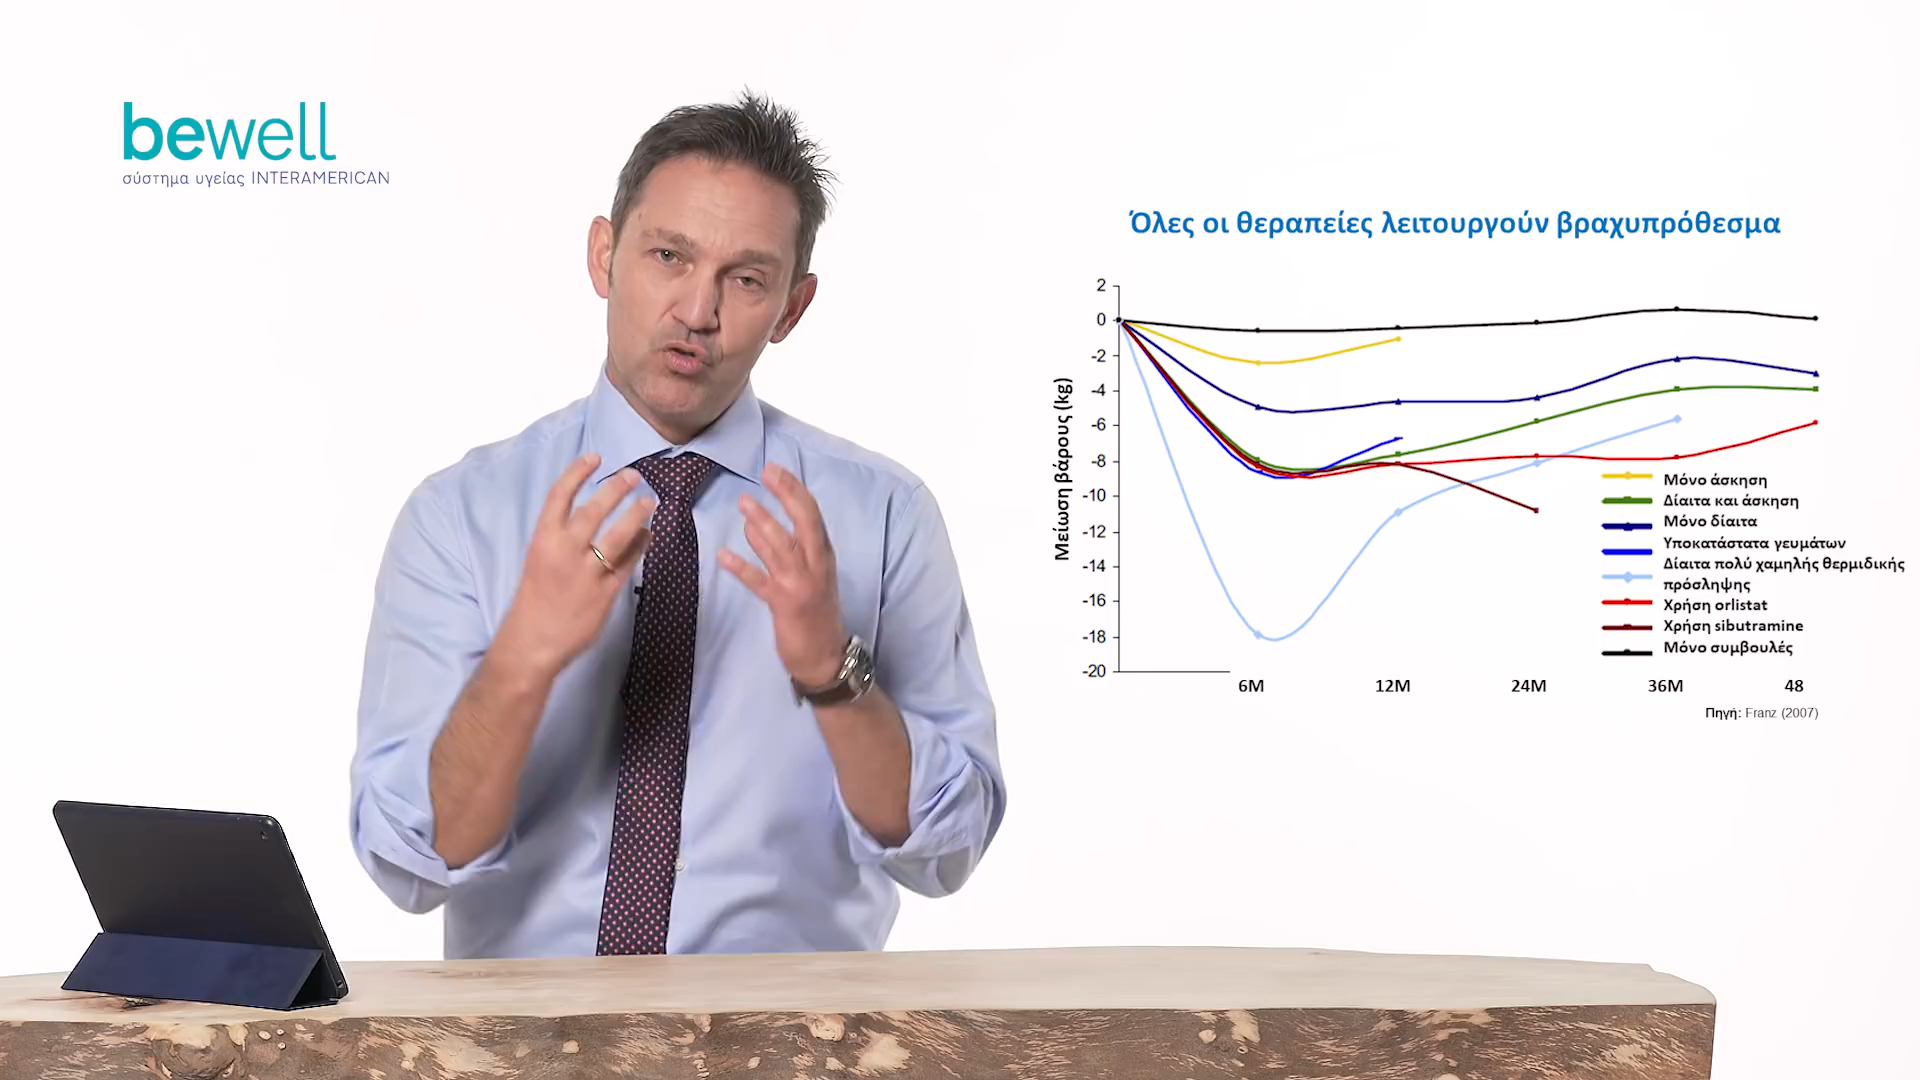 bewell
σύστημα υγείας INTERAMERICAN
Όλες οι θεραπείες λειτουργούν βραχυπρόθεσμα
Μείωση βάρους (kg)
2
0
-2
-4
-6
-8
-10
-12
-14
-16
-18
-20
6M
12M
24M
36M
48
Μόνο άσκηση
Δίαιτα και άσκηση
Μόνο δίαιτα
Υποκατάστατα γευμάτων
Δίαιτα πολύ χαμηλής θερμιδικής
πρόσληψης
Χρήση orlistat
Χρήση sibutramine
Μόνο συμβουλές
Πηγή: Franz (2007)